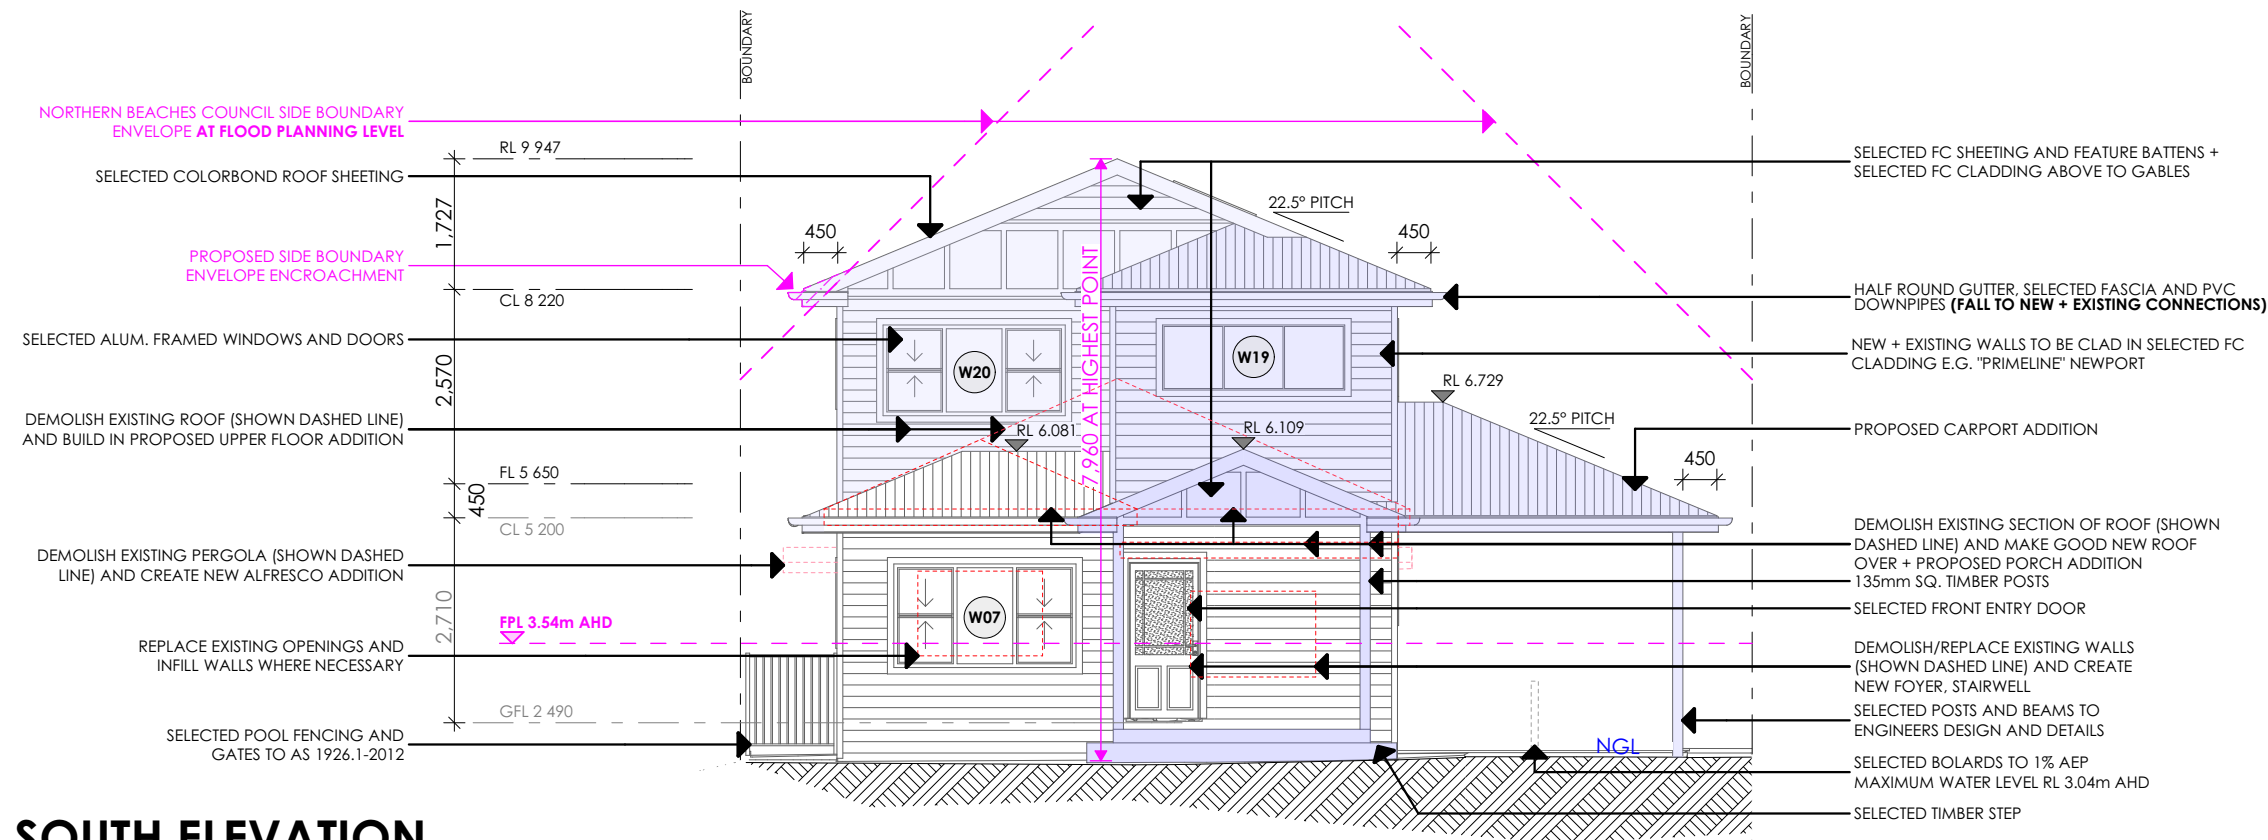 BOUNDARY
BOUNDARY
NORTHERN BEACHES COUNCIL SIDE BOUNDARY
ENVELOPE AT FLOOD PLANNING LEVEL
SELECTED COLORBOND ROOF SHEETING
PROPOSED SIDE BOUNDARY
ENVELOPE ENCROACHMENT
SELECTED ALUM. FRAMED WINDOWS AND DOORS
DEMOLISH EXISTING ROOF (SHOWN DASHED LINE)
AND BUILD IN PROPOSED UPPER FLOOR ADDITION
DEMOLISH EXISTING PERGOLA (SHOWN DASHED
LINE) AND CREATE NEW ALFRESCO ADDITION
REPLACE EXISTING OPENINGS AND
INFILL WALLS WHERE NECESSARY
SELECTED POOL FENCING AND
GATES TO AS 1926.1-2012
1,727
2,570
450
2,710
RL 9 947
CL 8 220
FL 5 650
CL 5 200
FPL 3.54m AHD
GFL 2 490
450
22.5° PITCH
450
W20
W19
7,960 AT HIGHEST POINT
RL 6.081
RL 6.109
RL 6.729
22.5° PITCH
450
W07
NGL
SELECTED FC SHEETING AND FEATURE BATTENS +
SELECTED FC CLADDING ABOVE TO GABLES
HALF ROUND GUTTER, SELECTED FASCIA AND PVC
DOWNPIPES (FALL TO NEW + EXISTING CONNECTIONS)
NEW + EXISTING WALLS TO BE CLAD IN SELECTED FC
CLADDING E.G. "PRIMELINE" NEWPORT
PROPOSED CARPORT ADDITION
DEMOLISH EXISTING SECTION OF ROOF (SHOWN
DASHED LINE) AND MAKE GOOD NEW ROOF
OVER + PROPOSED PORCH ADDITION
135mm SQ. TIMBER POSTS
SELECTED FRONT ENTRY DOOR
DEMOLISH/REPLACE EXISTING WALLS
(SHOWN DASHED LINE) AND CREATE
NEW FOYER, STAIRWELL
SELECTED POSTS AND BEAMS TO
ENGINEERS DESIGN AND DETAILS
SELECTED BOLARDS TO 1% AEP
MAXIMUM WATER LEVEL RL 3.04m AHD
SELECTED TIMBER STEP
SOUTH ELEVATION